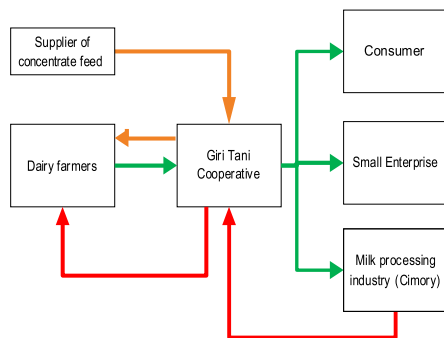 Supplier of
concentrate feed
Consumer
Dairy farmers
Giri Tani
Cooperative
Small Enterprise
Milk processing
industry (Cimory)